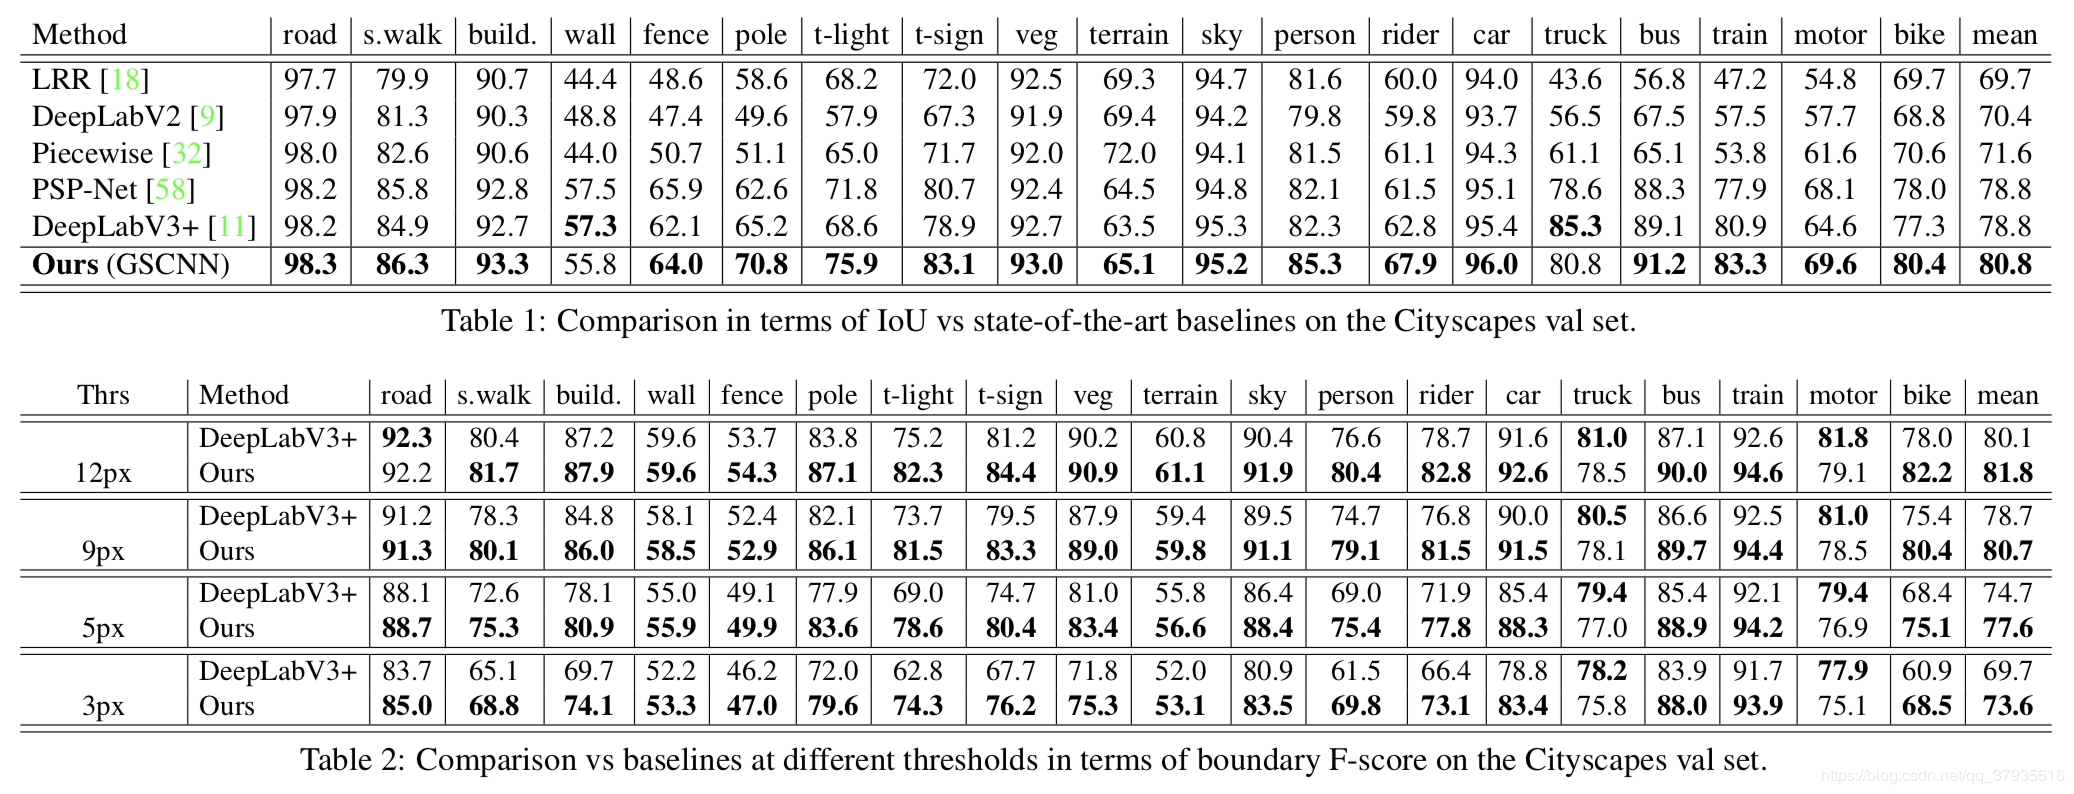 Method road s.walk build. wall fence pole t-light t-sign veg terrain sky person rider car truck bus train motor bike mean
LRR [18] 97.7 79.9 90.7 44.4 48.6 58.6 68.2 72.0 92.5 69.3 94.7 81.6 60.0 94.0 43.6 56.8 47.2 54.8 69.7 69.7
DeepLabV2 [9] 97.9 81.3 90.3 48.8 47.4 49.6 57.9 67.3 91.9 69.4 94.2 79.8 59.8 93.7 56.5 67.5 57.5 57.7 68.8 70.4
Piecewise [32] 98.0 82.6 90.6 44.0 50.7 51.1 65.0 71.7 92.0 72.0 94.1 81.5 61.1 94.3 61.1 65.1 53.8 61.6 70.6 71.6
PSP-Net [58] 98.2 85.8 92.8 57.5 65.9 62.6 71.8 80.7 92.4 64.5 94.8 82.1 61.5 95.1 78.6 88.3 77.9 68.1 78.0 78.8
DeepLabV3+ [11] 98.2 84.9 92.7 57.3 62.1 65.2 68.6 78.9 92.7 63.5 95.3 82.3 62.8 95.4 85.3 89.1 80.9 64.6 77.3 78.8
Ours (GSCNN) 98.3 86.3 93.3 55.8 64.0 70.8 75.9 83.1 93.0 65.1 95.2 85.3 67.9 96.0 80.8 91.2 83.3 69.6 80.4 80.8
Table 1: Comparison in terms of IoU vs state-of-the-art baselines on the Cityscapes val set.
Thrs Method road s.walk build. wall fence pole t-light t-sign veg terrain sky person rider car truck bus train motor bike mean
DeepLabV3+ 92.3 80.4 87.2 59.6 53.7 83.8 75.2 81.2 90.2 60.8 90.4 76.6 78.7 91.6 81.0 87.1 92.6 81.8 78.0 80.1
12px Ours 92.2 81.7 87.9 59.6 54.3 87.1 82.3 84.4 90.9 61.1 91.9 80.4 82.8 92.6 78.5 90.0 94.6 79.1 82.2 81.8
DeepLabV3+ 91.2 78.3 84.8 58.1 52.4 82.1 73.7 79.5 87.9 59.4 89.5 74.7 76.8 90.0 80.5 86.6 92.5 81.0 75.4 78.7
9px Ours 91.3 80.1 86.0 58.5 52.9 86.1 81.5 83.3 89.0 59.8 91.1 79.1 81.5 91.5 78.1 89.7 94.4 78.5 80.4 80.7
DeepLabV3+ 88.1 72.6 78.1 55.0 49.1 77.9 69.0 74.7 81.0 55.8 86.4 69.0 71.9 85.4 79.4 85.4 92.1 79.4 68.4 74.7
5px Ours 88.7 75.3 80.9 55.9 49.9 83.6 78.6 80.4 83.4 56.6 88.4 75.4 77.8 88.3 77.0 88.9 94.2 76.9 75.1 77.6
DeepLabV3+ 83.7 65.1 69.7 52.2 46.2 72.0 62.8 67.7 71.8 52.0 80.9 61.5 66.4 78.8 78.2 83.9 91.7 77.9 60.9 69.7
3px Ours 85.0 68.8 74.1 53.3 47.0 79.6 74.3 76.2 75.3 53.1 83.5 69.8 73.1 83.4 75.8 88.0 93.9 75.1 68.5 73.6
Table 2: Comparison vs baselines at different thresholds in terms of boundary F-score on the Cityscapes val set.
https://blog.csdn.net/qq_37935516